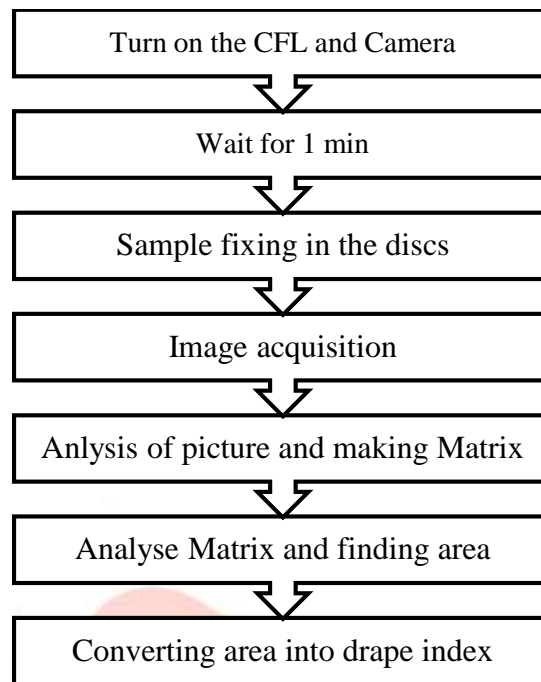 Turn on the CFL and Camera
Wait for 1 min
Sample fixing in the discs
Image acquisition
Anlysis of picture and making Matrix
Analyse Matrix and finding area
Converting area into drape index